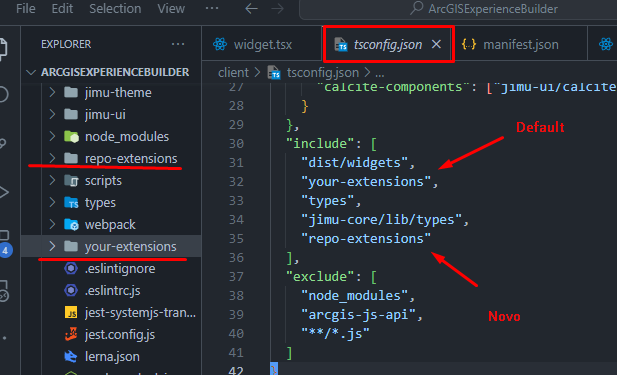 File Edit Selection View Go ···
ArcGISExperienceBuilder
EXPLORER ···
ARCGISEXPERIENCEBUILDER
jimu-theme
jimu-ui
node_modules
repo-extensions
scripts
types
webpack
your-extensions
.eslintignore
.eslintrc.js
jest-systemjs-tran...
jest.config.js
lerna.json
4
widget.tsx
tsconfig.json
manifest.json
client > tsconfig.json > ...
27 "calcite-components": ["jimu-ui/calcite
28 }
29 },
30 "include": [
31 "dist/widgets",
32 "your-extensions",
33 "types",
34 "jimu-core/lib/types",
35 "repo-extensions"
36 ],
37 "exclude": [
38 "node_modules",
39 "arcgis-js-api",
40 "**/*.js"
41 ]
42 }
Default
Novo